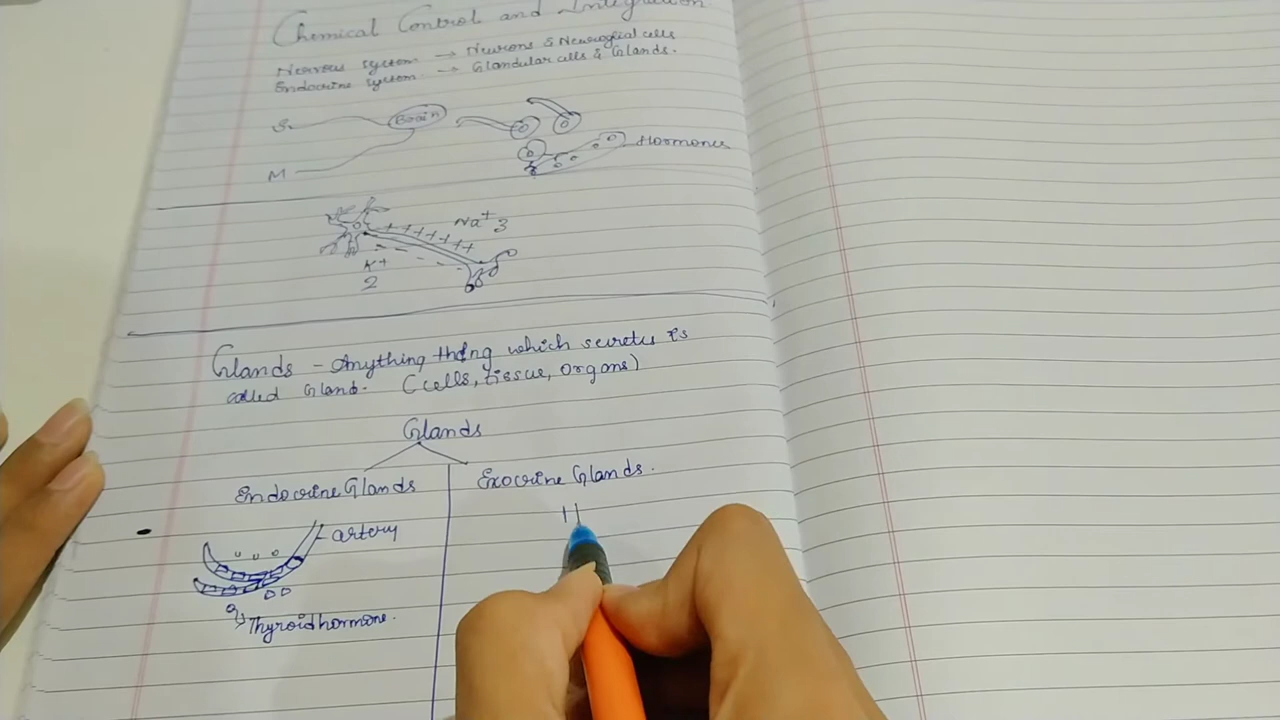 Chemical Control and Integration
Nervous system → Neurons & Neuroglial cells
Endocrine system → Glandular cells & Glands.
S
Brain
M
Hormones
Na+ 3
+ + + + + + +
K+
2
Glands - Anything thing which secretes is
called Gland. (cells, tissue, organs)
Glands
Endocrine Glands
Exocrine Glands.
artery
Thyroid hormone.